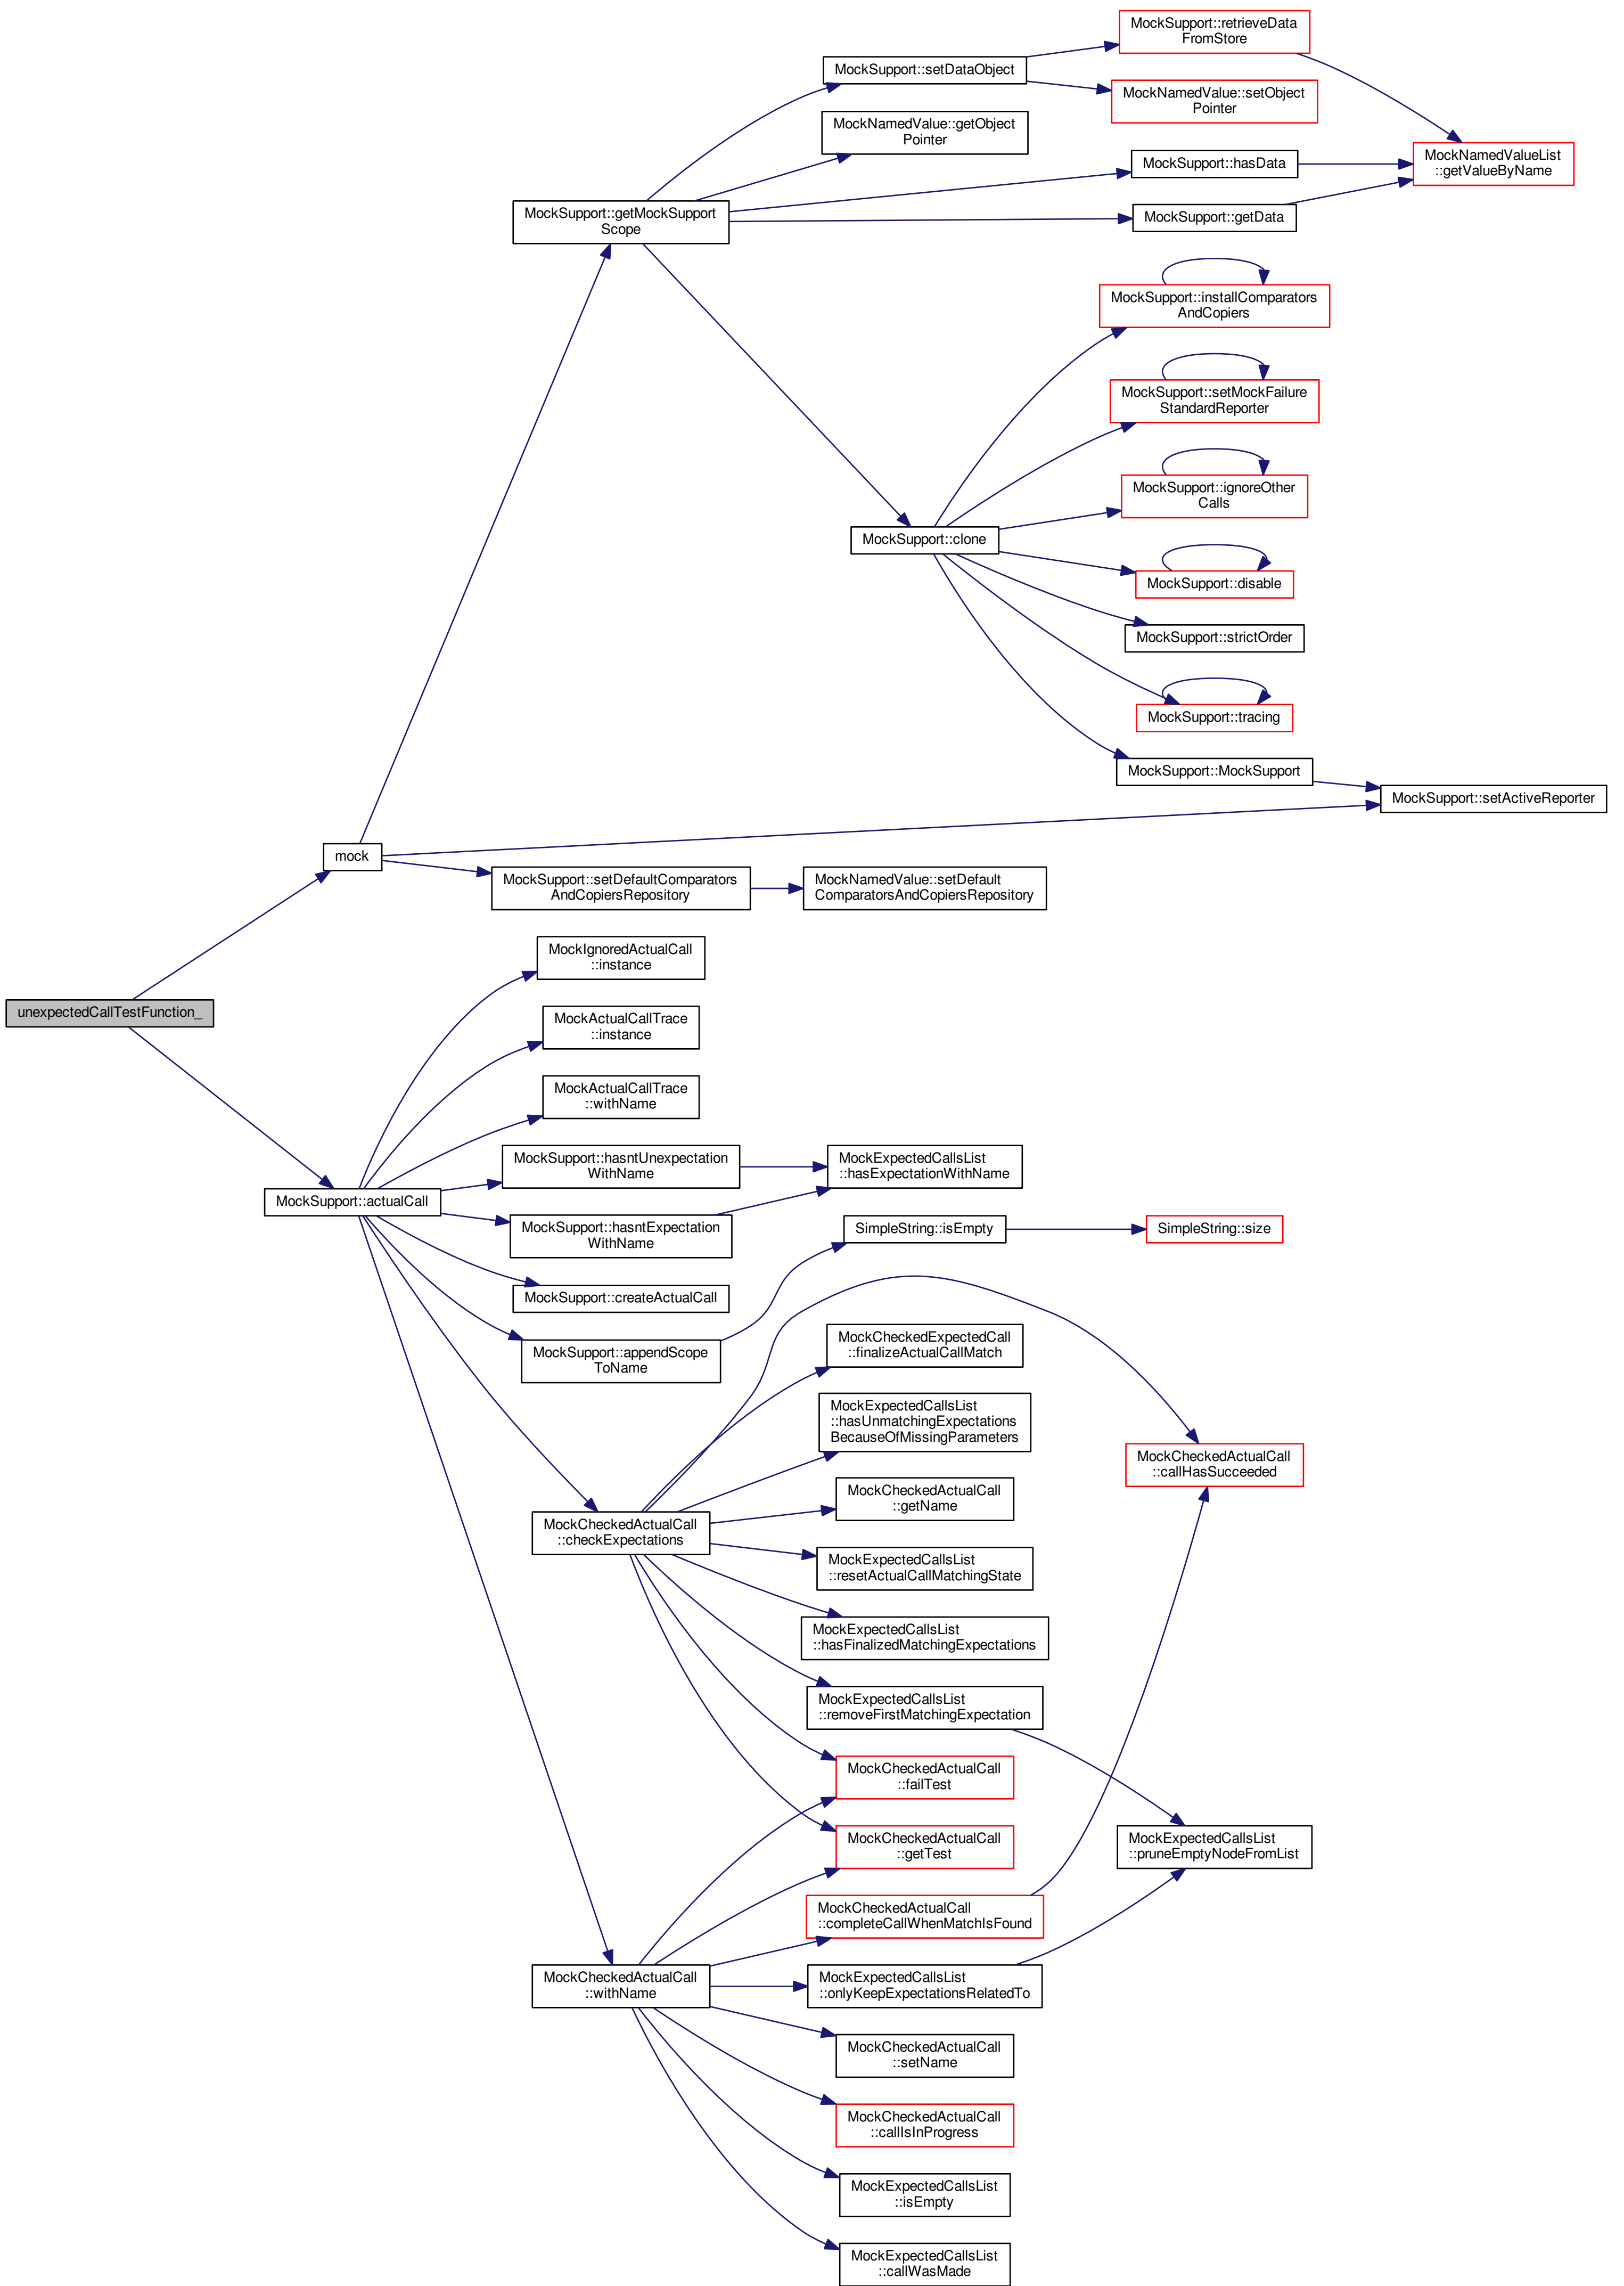 MockSupport::retrieveData
FromStore
MockSupport::setDataObject
MockNamedValue::setObject
Pointer
MockNamedValue::getObject
Pointer
MockSupport::hasData
MockNamedValueList
::getValueByName
MockSupport::getMockSupport
Scope
MockSupport::getData
MockSupport::installComparators
AndCopiers
MockSupport::setMockFailure
StandardReporter
MockSupport::ignoreOther
Calls
MockSupport::clone
MockSupport::disable
MockSupport::strictOrder
MockSupport::tracing
MockSupport::MockSupport
MockSupport::setActiveReporter
mock
MockSupport::setDefaultComparators
AndCopiersRepository
MockNamedValue::setDefault
ComparatorsAndCopiersRepository
MockIgnoredActualCall
::instance
unexpectedCallTestFunction_
MockActualCallTrace
::instance
MockActualCallTrace
::withName
MockSupport::hasntUnexpectation
WithName
MockExpectedCallsList
::hasExpectationWithName
MockSupport::actualCall
MockSupport::hasntExpectation
WithName
SimpleString::isEmpty
SimpleString::size
MockSupport::createActualCall
MockSupport::appendScope
ToName
MockCheckedExpectedCall
::finalizeActualCallMatch
MockExpectedCallsList
::hasUnmatchingExpectations
BecauseOfMissingParameters
MockCheckedActualCall
::callHasSucceeded
MockCheckedActualCall
::getName
MockCheckedActualCall
::checkExpectations
MockExpectedCallsList
::resetActualCallMatchingState
MockExpectedCallsList
::hasFinalizedMatchingExpectations
MockExpectedCallsList
::removeFirstMatchingExpectation
MockCheckedActualCall
::failTest
MockCheckedActualCall
::getTest
MockExpectedCallsList
::pruneEmptyNodeFromList
MockCheckedActualCall
::completeCallWhenMatchIsFound
MockCheckedActualCall
::withName
MockExpectedCallsList
::onlyKeepExpectationsRelatedTo
MockCheckedActualCall
::setName
MockCheckedActualCall
::callIsInProgress
MockExpectedCallsList
::isEmpty
MockExpectedCallsList
::callWasMade